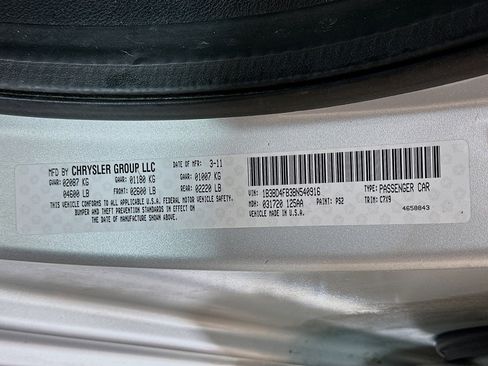 MFD BY CHRYSLER GROUP LLC DATE OF MFR: 3-11
GVWR: 02087 KG GAWR: 01180 KG GAWR: 01007 KG
04600 LB FRONT: 02600 LB REAR: 02220 LB
THIS VEHICLE CONFORMS TO ALL APPLICABLE U.S.A. FEDERAL MOTOR VEHICLE SAFETY,
BUMPER AND THEFT PREVENTION STANDARDS IN EFFECT ON
THE DATE OF MANUFACTURE SHOWN ABOVE.
VIN: 1B3BD4FB3BN540916 TYPE: PASSENGER CAR
MDH: 031720 125AA PAINT: PS2 TRIM: C7X9
VEHICLE MADE IN U.S.A. 4658843